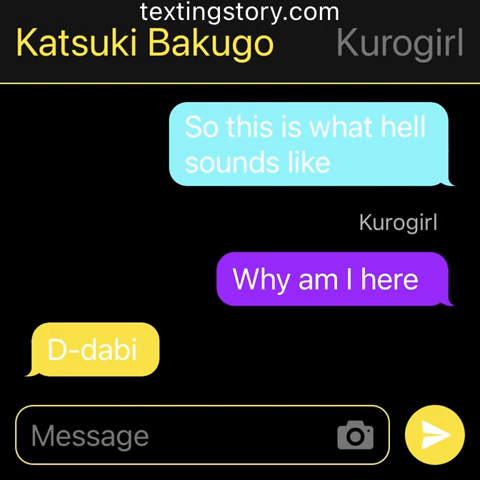 textingstory.com
Katsuki Bakugo Kurogirl
So this is what hell
sounds like
Kurogirl
Why am I here
D-dabi
Message